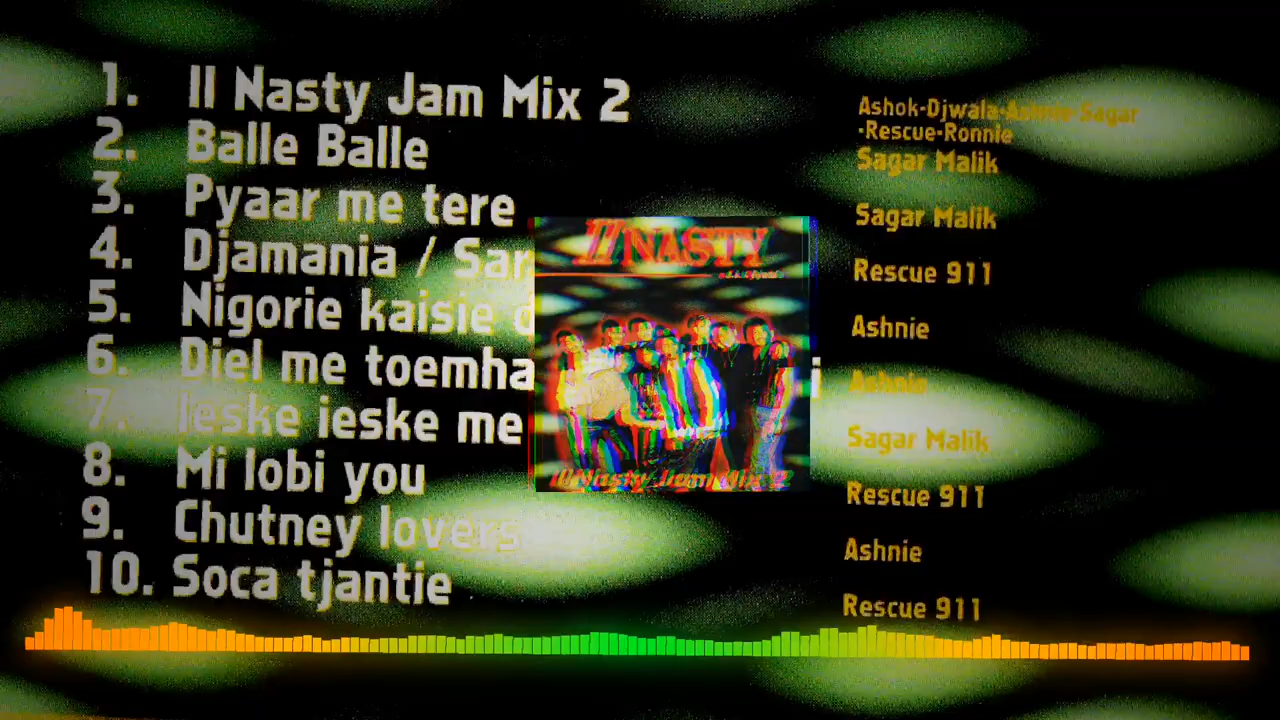 1. II Nasty Jam Mix 2
Ashok-Djwala-Ashnie-Sagar
-Rescue-Ronnie
2. Balle Balle
Sagar Malik
3. Pyaar me tere
Sagar Malik
4. Djamania / Sar
Rescue 911
5. Nigorie kaisie d
Ashnie
6. Diel me toemha i
Ashnie
7. Ieske ieske me
Sagar Malik
8. Mi lobi you
Rescue 911
9. Chutney lovers
Ashnie
10. Soca tjantie
Rescue 911
II NASTY
II Nasty Jam Mix 2